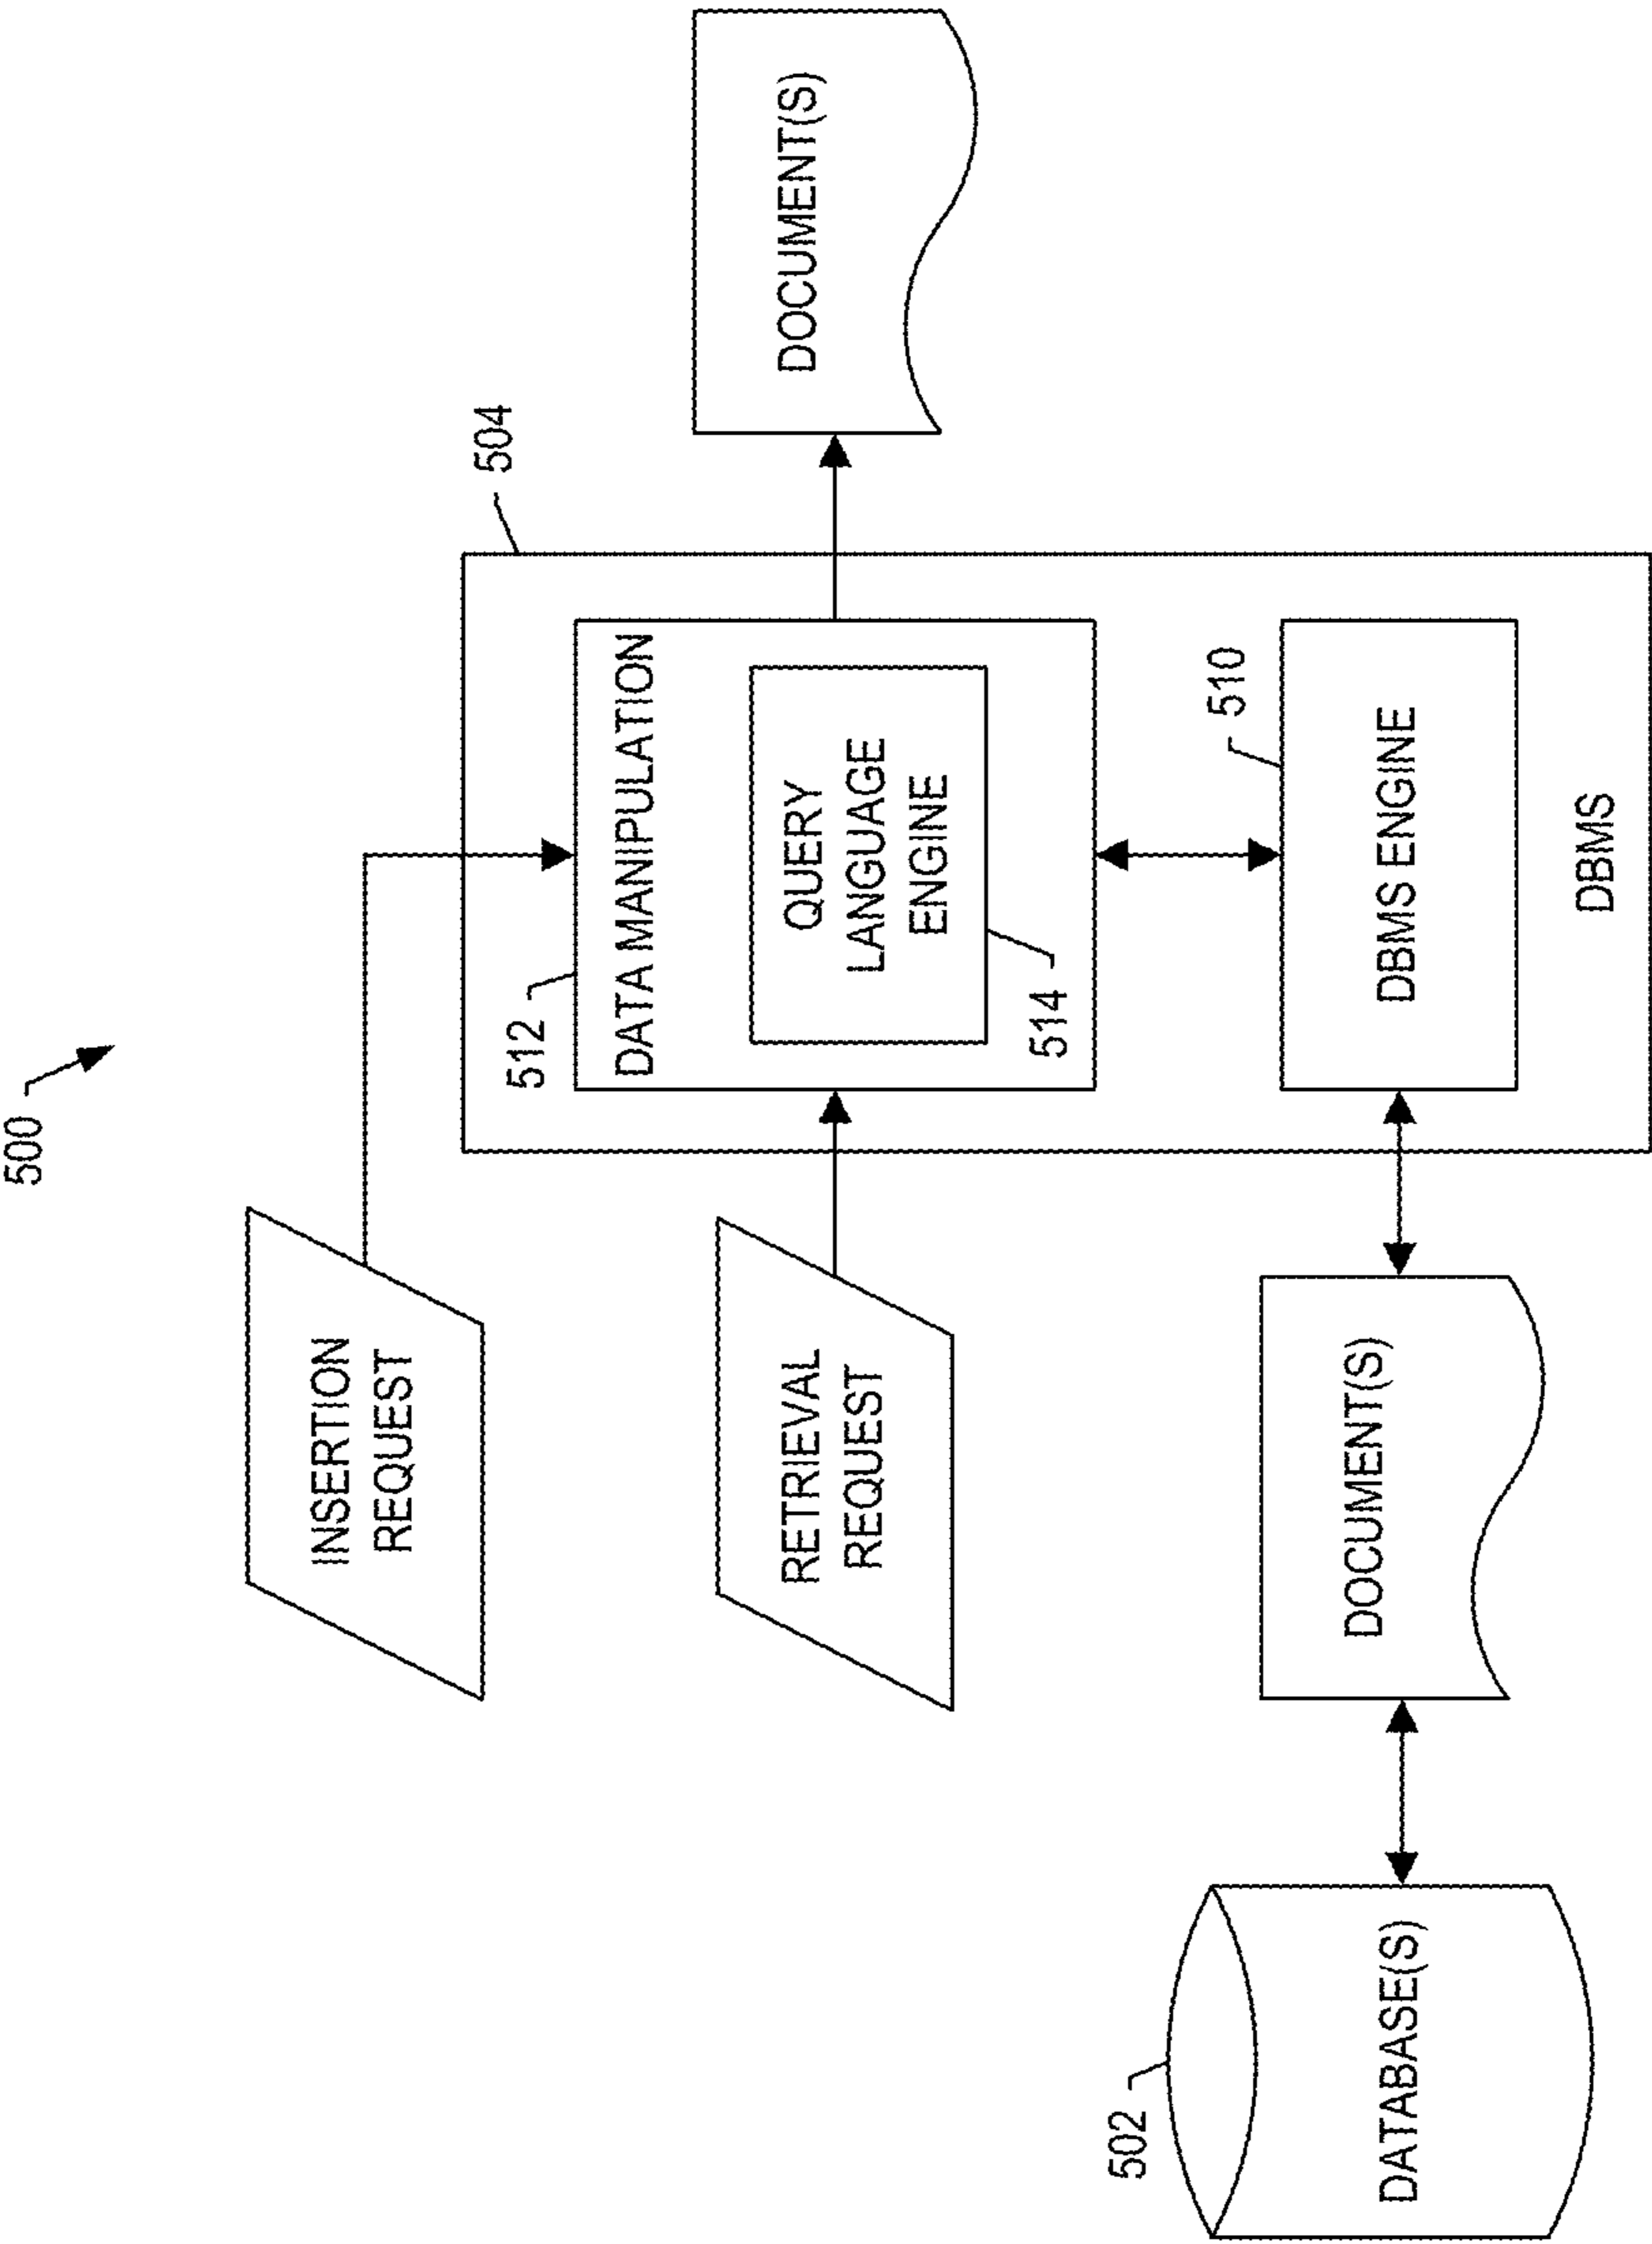 500
INSERTION
REQUEST
504
512
DATA MANIPULATION
RETRIEVAL
REQUEST
QUERY
LANGUAGE
ENGINE
DOCUMENT(S)
514
502
510
DATABASE(S)
DOCUMENT(S)
DBMS ENGINE
DBMS